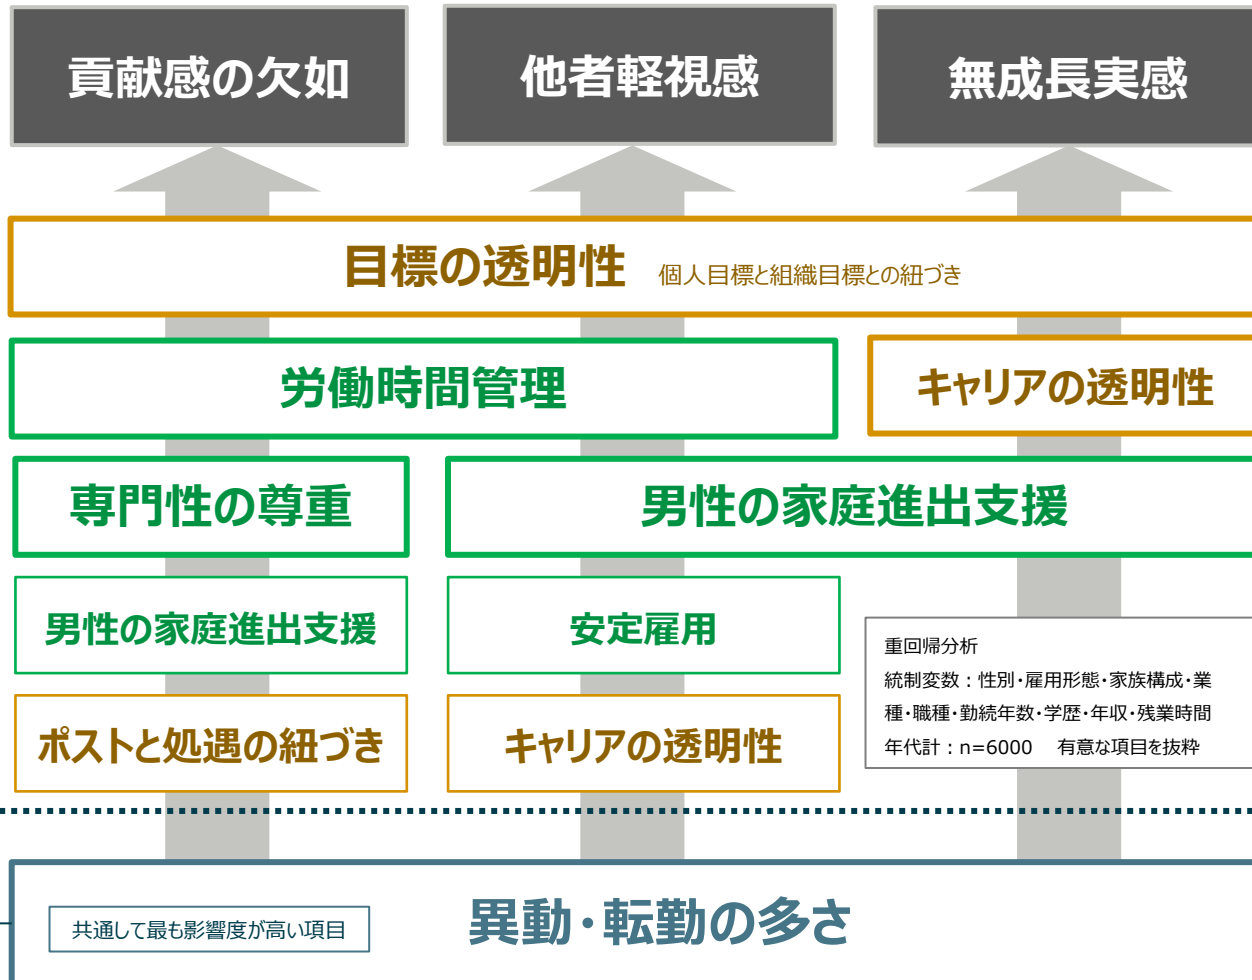 貢献感の欠如
他者軽視感
無成長実感
目標の透明性 個人目標と組織目標との紐づき
労働時間管理
キャリアの透明性
専門性の尊重
男性の家庭進出支援
男性の家庭進出支援
安定雇用
ポストと処遇の紐づき
キャリアの透明性
重回帰分析
統制変数：性別・雇用形態・家族構成・業
種・職種・勤続年数・学歴・年収・残業時間
年代計：n=6000 有意な項目を抜粋
共通して最も影響度が高い項目
異動・転勤の多さ